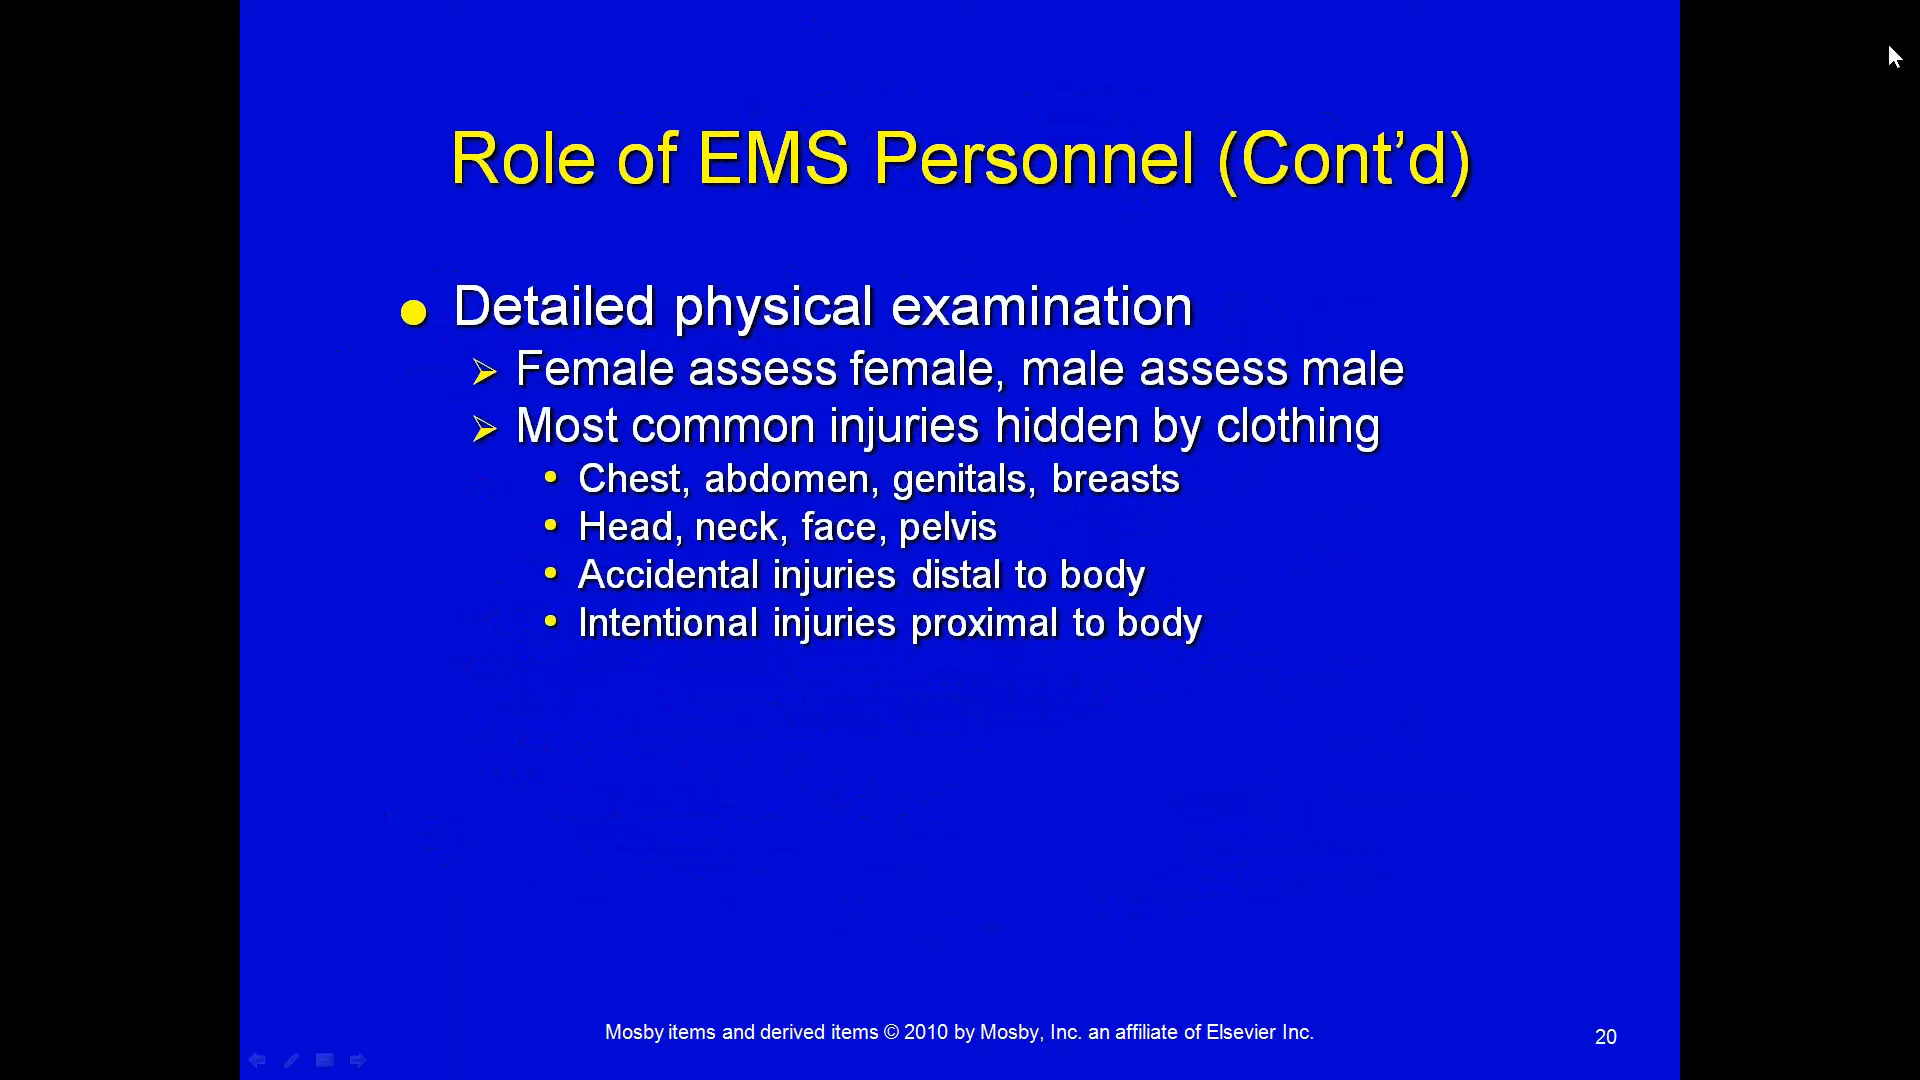 Role of EMS Personnel (Cont’d)
Detailed physical examination
Female assess female, male assess male
Most common injuries hidden by clothing
Chest, abdomen, genitals, breasts
Head, neck, face, pelvis
Accidental injuries distal to body
Intentional injuries proximal to body
Mosby items and derived items © 2010 by Mosby, Inc. an affiliate of Elsevier Inc.
20